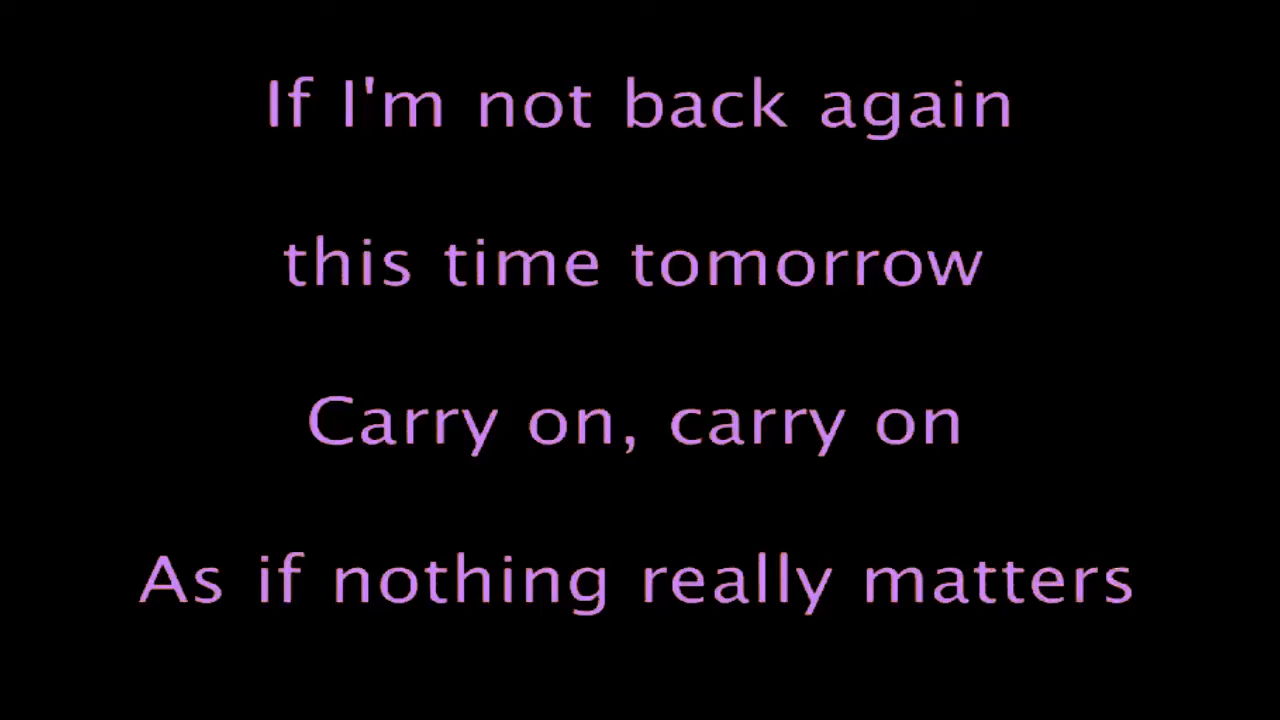 If I'm not back again
this time tomorrow
Carry on, carry on
As if nothing really matters